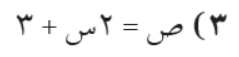 ٣) ص = ٢س + ٣